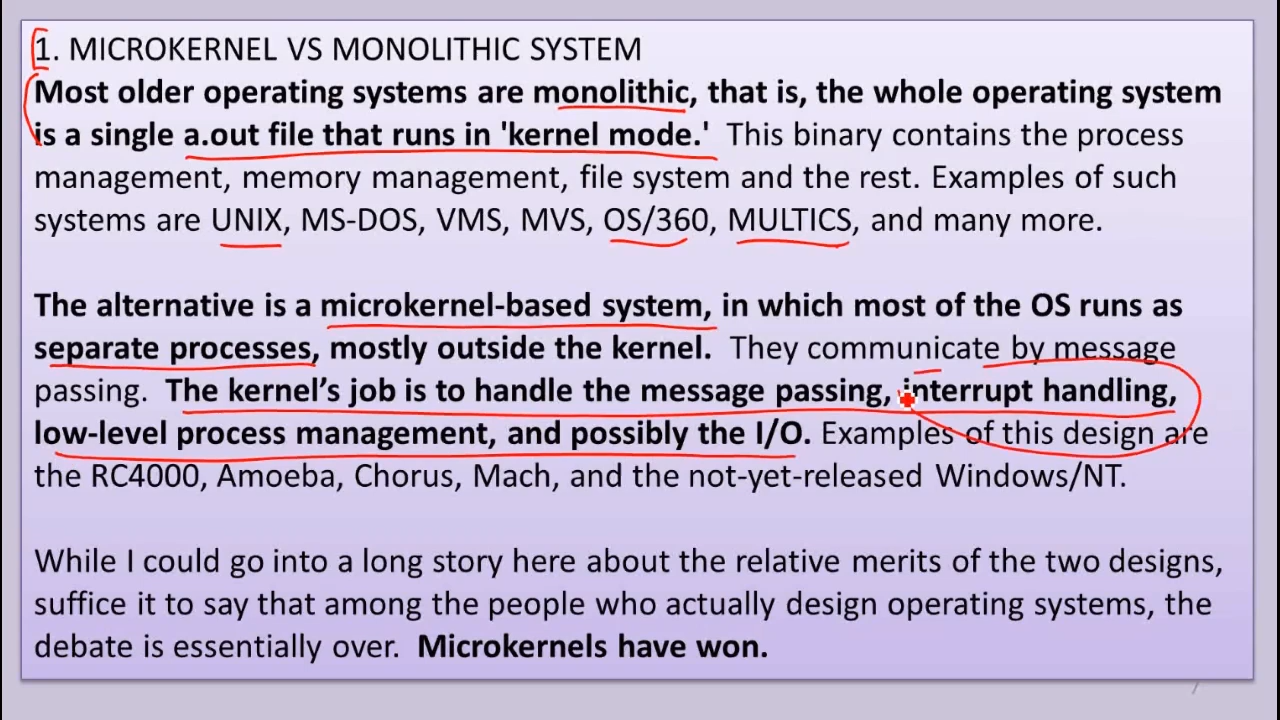 1. MICROKERNEL VS MONOLITHIC SYSTEM
Most older operating systems are monolithic, that is, the whole operating system
is a single a.out file that runs in 'kernel mode.' This binary contains the process
management, memory management, file system and the rest. Examples of such
systems are UNIX, MS-DOS, VMS, MVS, OS/360, MULTICS, and many more.
The alternative is a microkernel-based system, in which most of the OS runs as
separate processes, mostly outside the kernel. They communicate by message
passing. The kernel’s job is to handle the message passing, interrupt handling,
low-level process management, and possibly the I/O. Examples of this design are
the RC4000, Amoeba, Chorus, Mach, and the not-yet-released Windows/NT.
While I could go into a long story here about the relative merits of the two designs,
suffice it to say that among the people who actually design operating systems, the
debate is essentially over. Microkernels have won.